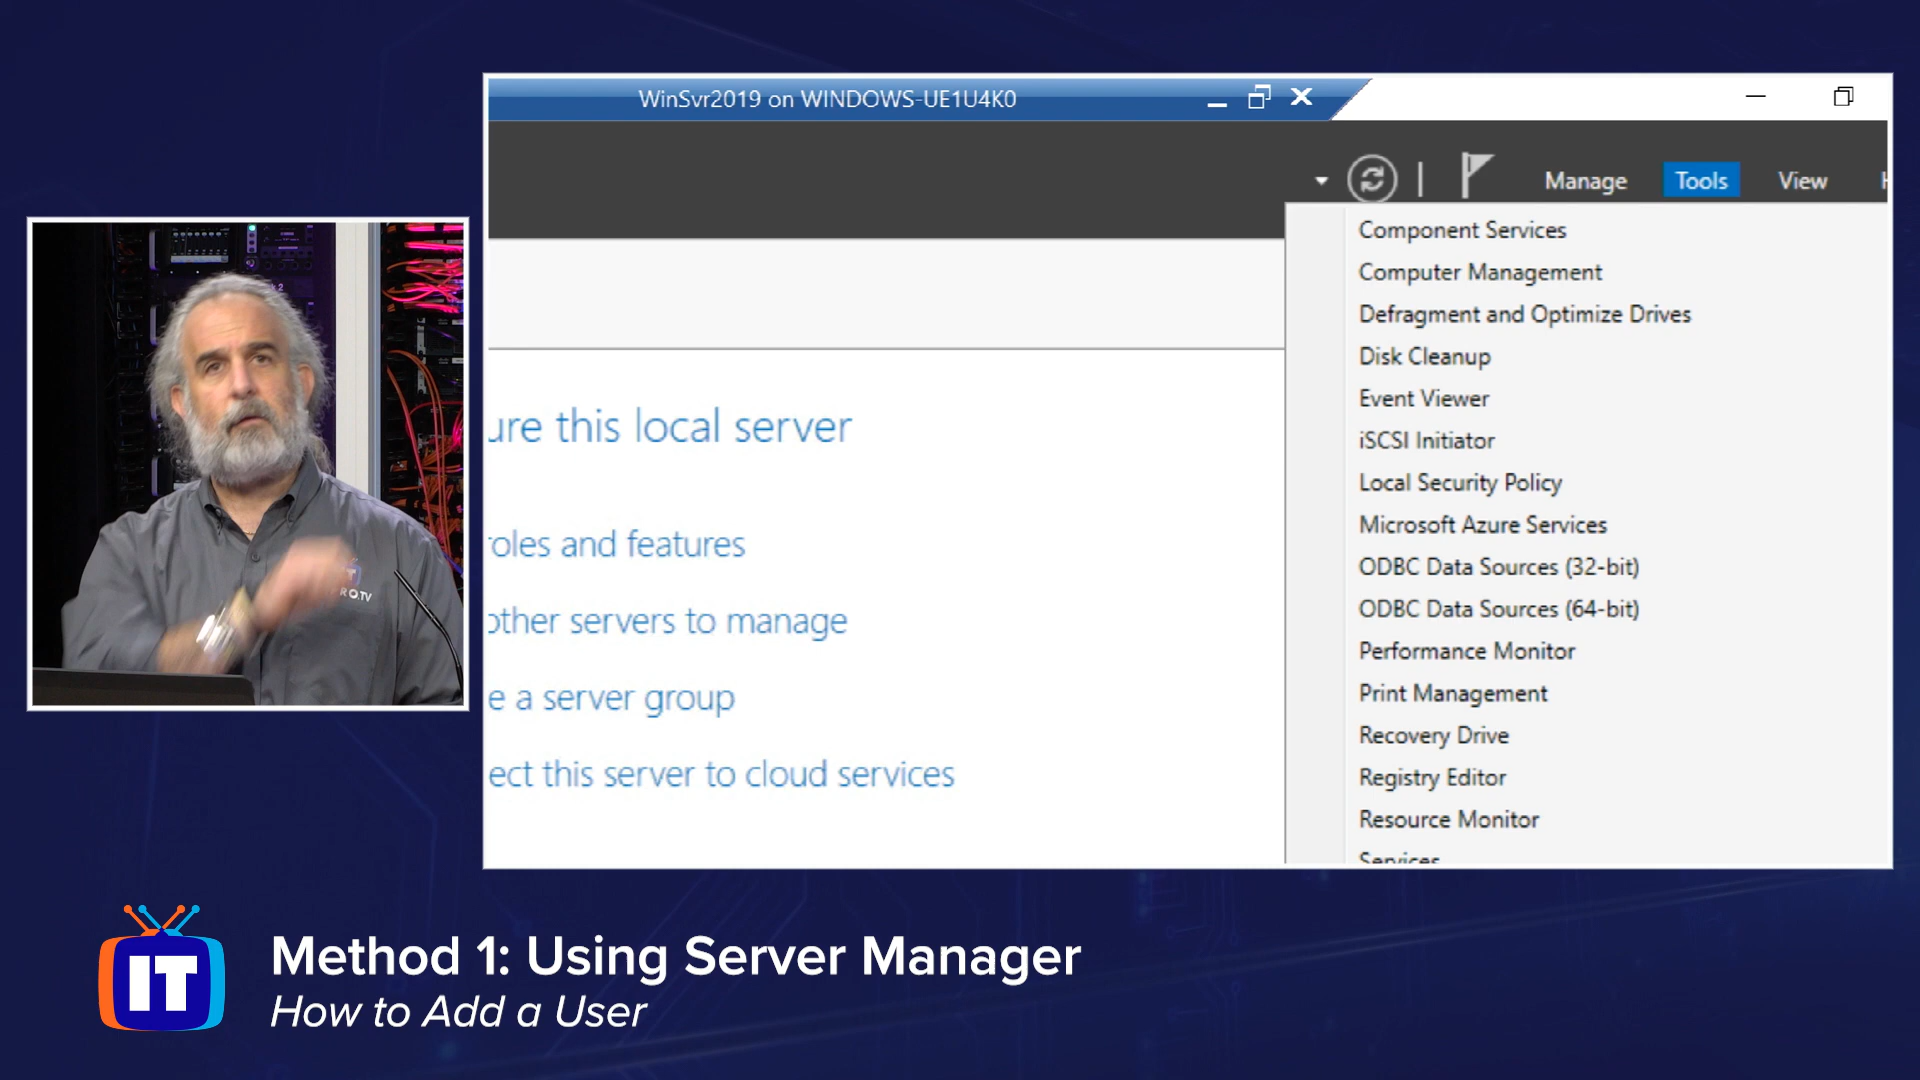 WinSvr2019 on WINDOWS-UE1U4K0
Manage Tools View
Component Services
Computer Management
Defragment and Optimize Drives
Disk Cleanup
Event Viewer
iSCSI Initiator
Local Security Policy
Microsoft Azure Services
ODBC Data Sources (32-bit)
ODBC Data Sources (64-bit)
Performance Monitor
Print Management
Recovery Drive
Registry Editor
Resource Monitor
Services
ure this local server
roles and features
other servers to manage
e a server group
ect this server to cloud services
IT
Method 1: Using Server Manager
How to Add a User